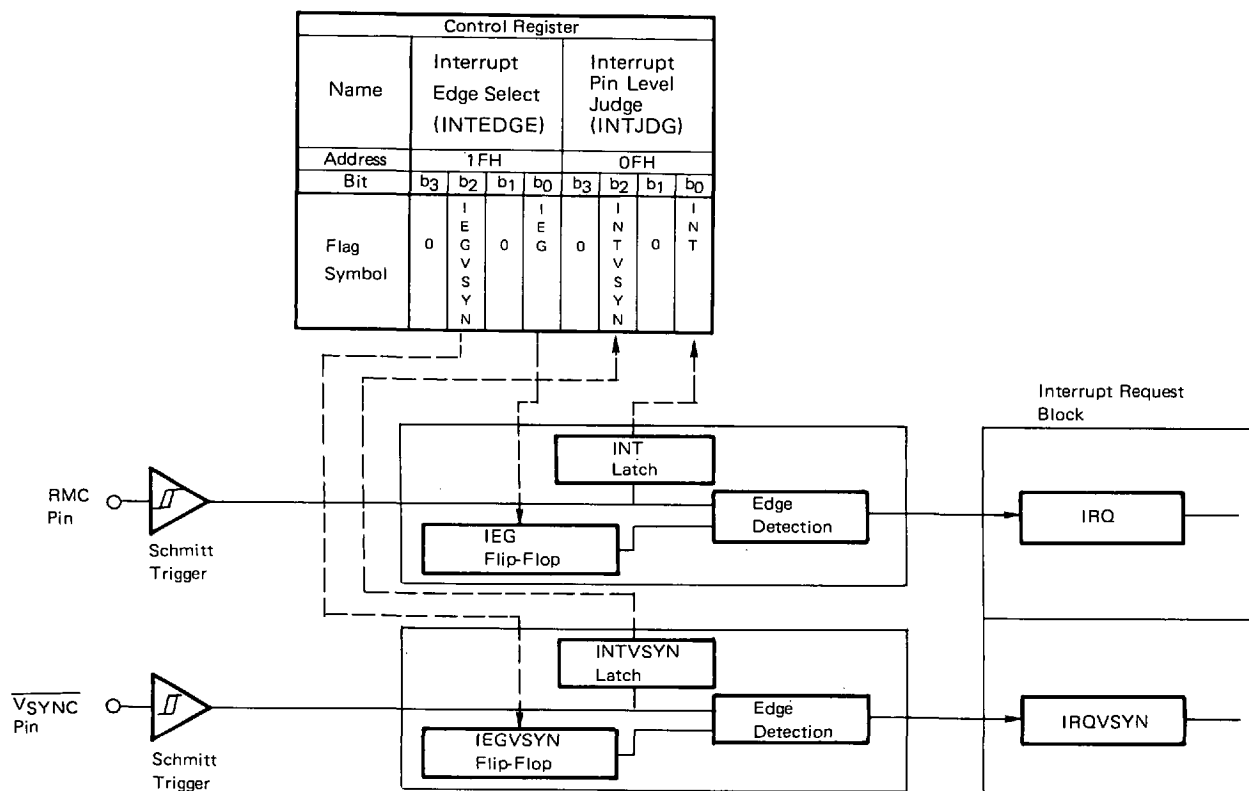 Control Register
Name
Interrupt
Edge Select
(INTEDGE)
Interrupt
Pin Level
Judge
(INTJDG)
Address
1FH
0FH
Bit
b3
b2
b1
b0
b3
b2
b1
b0
Flag
Symbol
0
IEGVSYN
0
IEG
0
INTVSYN
0
INT
Interrupt Request
Block
RMC
Pin
Schmitt
Trigger
INT
Latch
IEG
Flip-Flop
Edge
Detection
IRQ
VSYNC
Pin
Schmitt
Trigger
INTVSYN
Latch
IEGVSYN
Flip-Flop
Edge
Detection
IRQVSYN